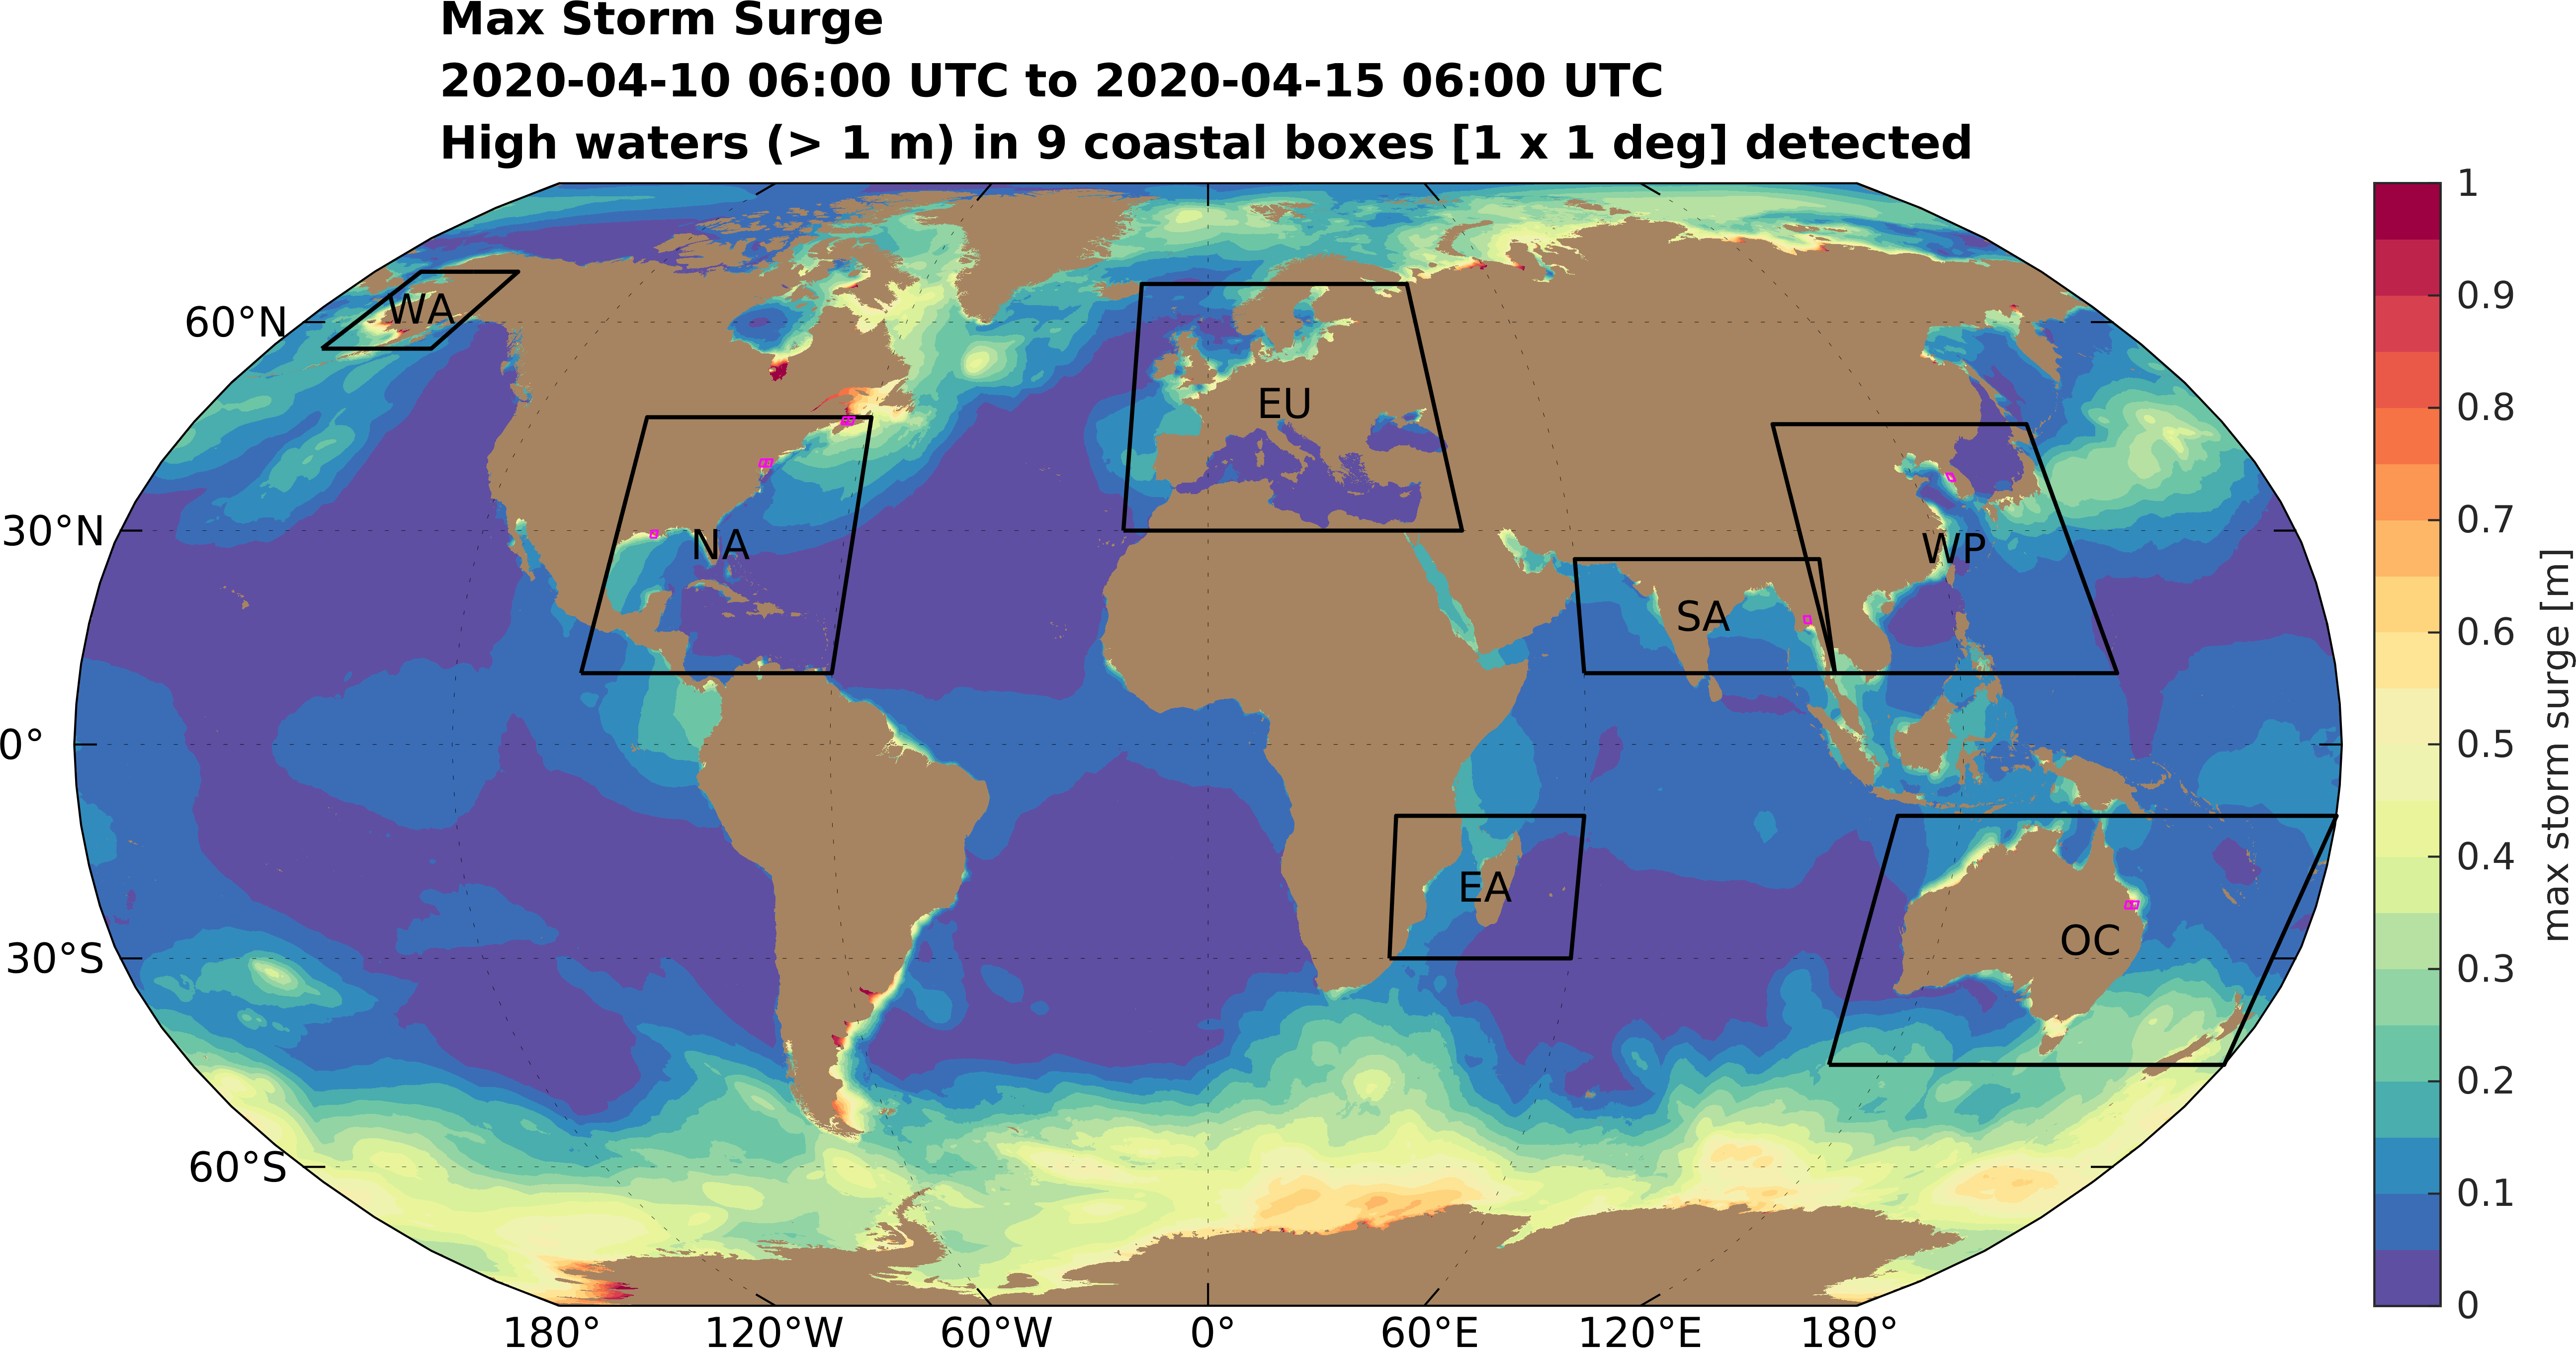 Max Storm Surge
2020-04-10 06:00 UTC to 2020-04-15 06:00 UTC
High waters (> 1 m) in 9 coastal boxes [1 x 1 deg] detected
60°N
30°N
0°
30°S
60°S
WA
NA
EU
SA
WP
EA
OC
180°
120°W
60°W
0°
60°E
120°E
180°
1
0.9
0.8
0.7
0.6
0.5
0.4
0.3
0.2
0.1
0
max storm surge [m]